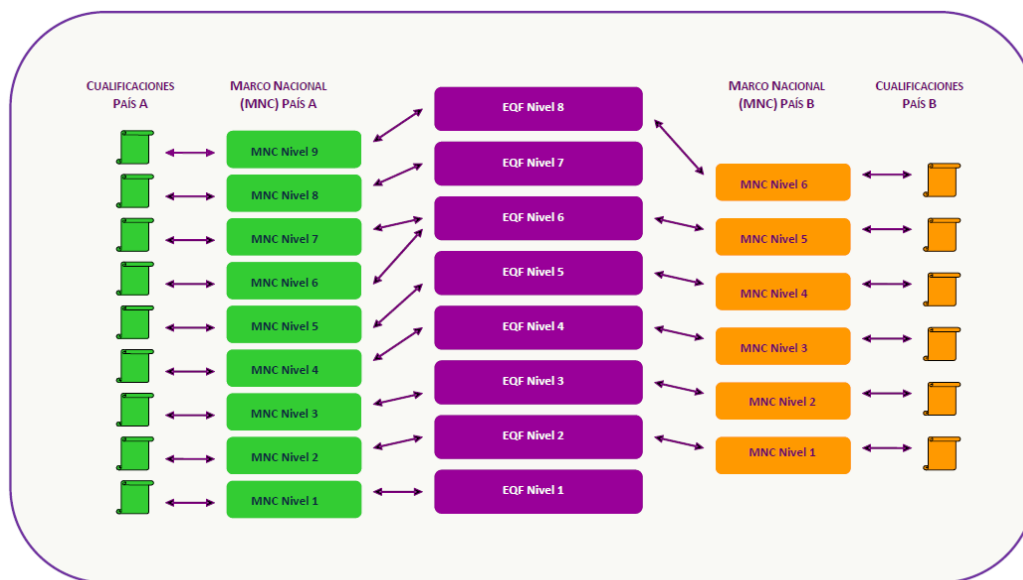 CUALIFICACIONES
PAÍS A
MARCO NACIONAL
(MNC) PAÍS A
MARCO NACIONAL
(MNC) PAÍS B
CUALIFICACIONES
PAÍS B
EQF Nivel 8
MNC Nivel 9
EQF Nivel 7
MNC Nivel 6
MNC Nivel 8
EQF Nivel 6
MNC Nivel 7
MNC Nivel 5
EQF Nivel 5
MNC Nivel 6
MNC Nivel 4
MNC Nivel 5
EQF Nivel 4
MNC Nivel 3
MNC Nivel 4
EQF Nivel 3
MNC Nivel 2
MNC Nivel 3
EQF Nivel 2
MNC Nivel 1
MNC Nivel 2
EQF Nivel 1
MNC Nivel 1